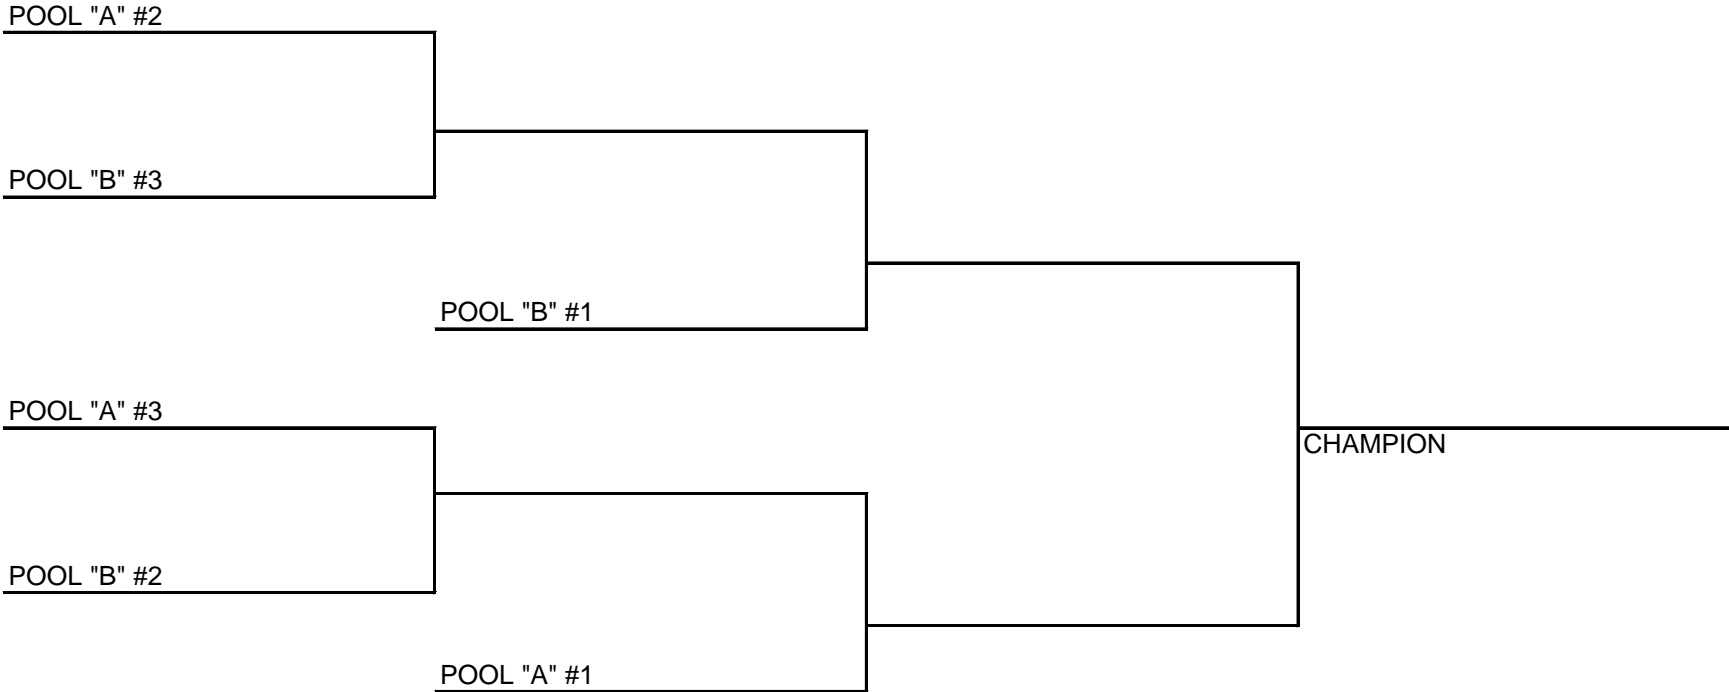 POOL "A" #2
POOL "B" #3
POOL "B" #1
POOL "A" #3
CHAMPION
POOL "B" #2
POOL "A" #1